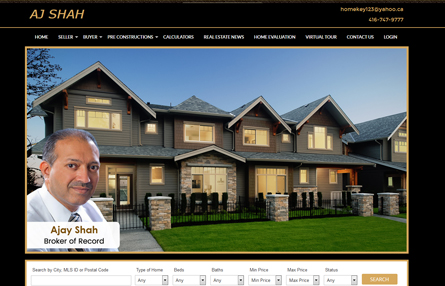 AJ SHAH
homekey123@yahoo.ca
416-747-9777
HOME SELLER BUYER PRE CONSTRUCTIONS CALCULATORS REAL ESTATE NEWS HOME EVALUATION VIRTUAL TOUR CONTACT US LOGIN
Ajay Shah
Broker of Record
Search by City, MLS ID or Postal Code Type of Home Beds Baths Min Price Max Price Status
Any Any Any Min Price Max Price Any SEARCH